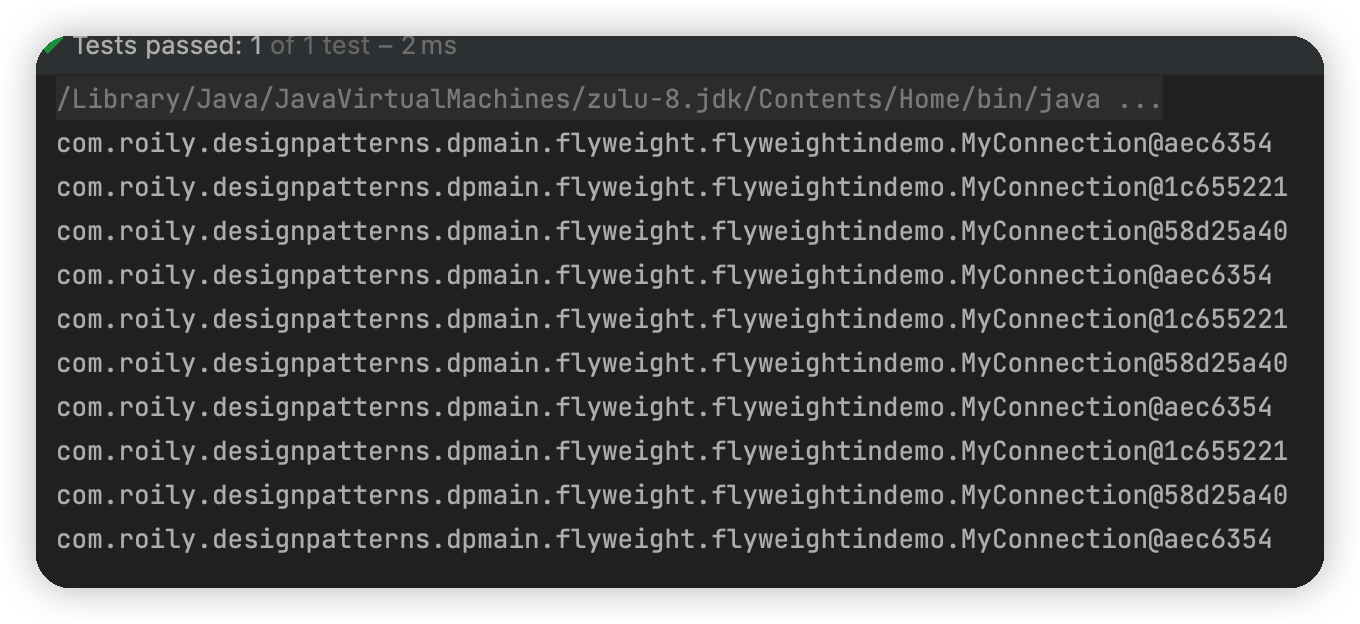 Tests passed: 1 of 1 test – 2 ms
/Library/Java/JavaVirtualMachines/zulu-8.jdk/Contents/Home/bin/java ...
com.roily.designpatterns.dpmain.flyweight.flyweightindemo.MyConnection@aec6354
com.roily.designpatterns.dpmain.flyweight.flyweightindemo.MyConnection@1c655221
com.roily.designpatterns.dpmain.flyweight.flyweightindemo.MyConnection@58d25a40
com.roily.designpatterns.dpmain.flyweight.flyweightindemo.MyConnection@aec6354
com.roily.designpatterns.dpmain.flyweight.flyweightindemo.MyConnection@1c655221
com.roily.designpatterns.dpmain.flyweight.flyweightindemo.MyConnection@58d25a40
com.roily.designpatterns.dpmain.flyweight.flyweightindemo.MyConnection@aec6354
com.roily.designpatterns.dpmain.flyweight.flyweightindemo.MyConnection@1c655221
com.roily.designpatterns.dpmain.flyweight.flyweightindemo.MyConnection@58d25a40
com.roily.designpatterns.dpmain.flyweight.flyweightindemo.MyConnection@aec6354